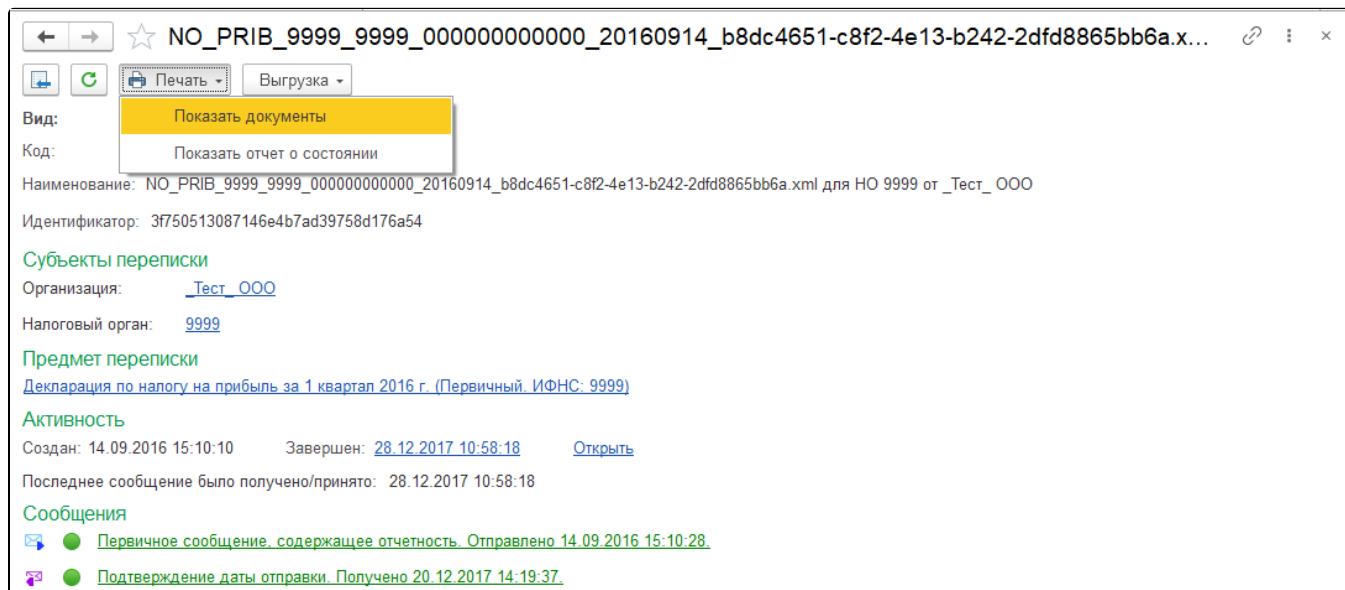 NO_PRIB_9999_9999_000000000000_20160914_b8dc4651-c8f2-4e13-b242-2dfd8865bb6a.x...
Печать Выгрузка
Показать документы
Вид:
Показать отчет о состоянии
Код:
Наименование: NO_PRIB_9999_9999_000000000000_20160914_b8dc4651-c8f2-4e13-b242-2dfd8865bb6a.xml для НО 9999 от _Тест_ ООО
Идентификатор: 3f750513087146e4b7ad39758d176a54
Субъекты переписки
Организация: _Тест_ ООО
Налоговый орган: 9999
Предмет переписки
Декларация по налогу на прибыль за 1 квартал 2016 г. (Первичный. ИФНС: 9999)
Активность
Создан: 14.09.2016 15:10:10 Завершен: 28.12.2017 10:58:18 Открыть
Последнее сообщение было получено/принято: 28.12.2017 10:58:18
Сообщения
Первичное сообщение, содержащее отчетность. Отправлено 14.09.2016 15:10:28.
Подтверждение даты отправки. Получено 20.12.2017 14:19:37.